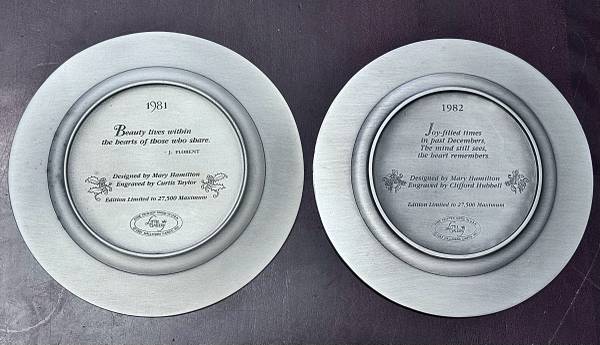 1981
Beauty lives within
the hearts of those who share.
- J. FLORENT
Designed by Mary Hamilton
Engraved by Curtis Taylor
Edition Limited to 27,500 Maximum
1982
Joy-filled times
in past Decembers,
The mind still sees,
the heart remembers.
Designed by Mary Hamilton
Engraved by Clifford Hubbell
Edition Limited to 27,500 Maximum